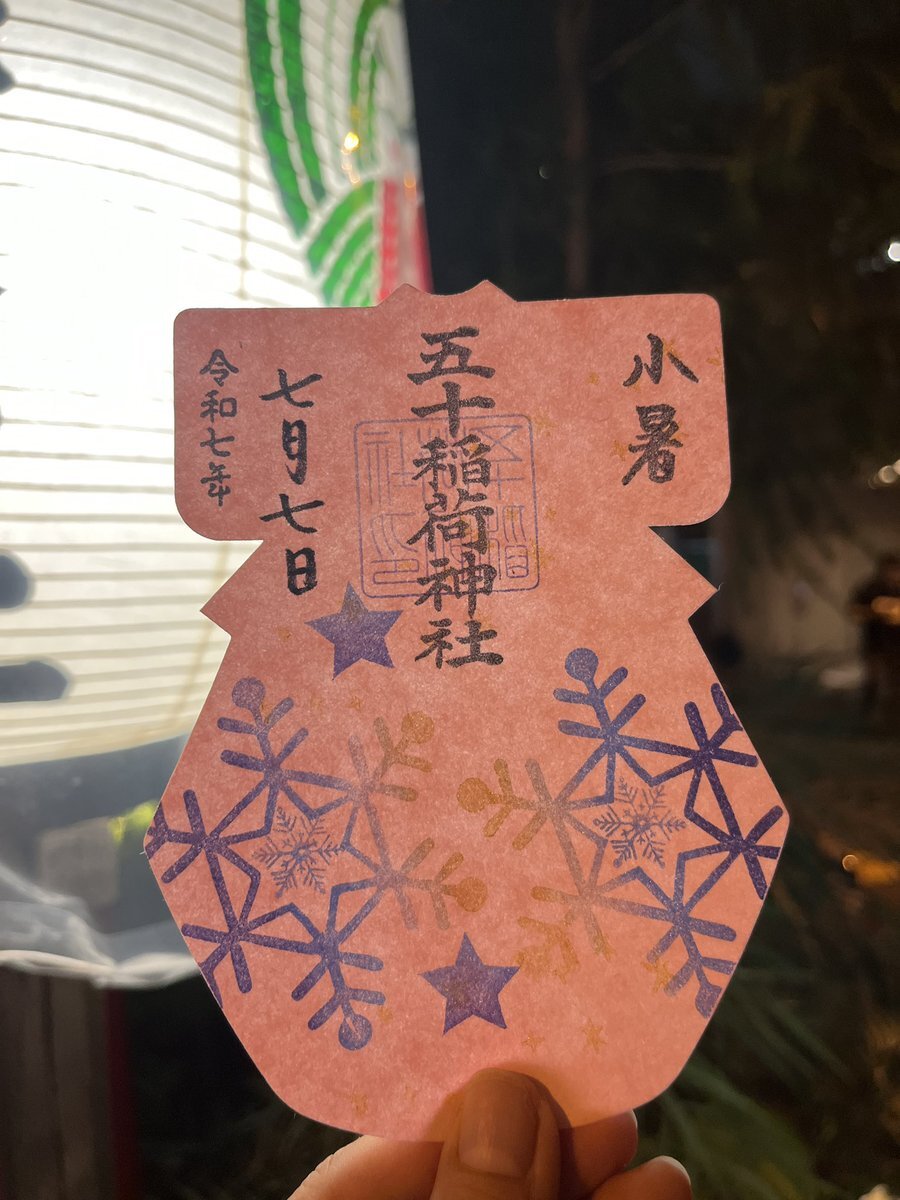 小暑
五十稲荷神社
七月七日
令和七年